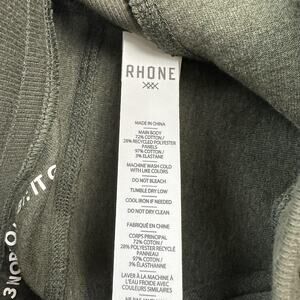 RHONE
MADE IN CHINA
MAIN BODY
72% COTTON/
28% RECYCLED POLYESTER
PANELS
97% COTTON/
3% ELASTANE
MACHINE WASH COLD
WITH LIKE COLORS
DO NOT BLEACH
TUMBLE DRY LOW
COOL IRON IF NEEDED
DO NOT DRY CLEAN
FABRIQUÉ EN CHINE
CORPS PRINCIPAL
72% COTON/
28% POLYESTER RECYCLÉ
PANNEAU
97% COTON/
3% ÉLASTHANNE
LAVER À LA MACHINE À
L'EAU FROIDE AVEC
COULEURS SIMILAIRES
NE PAS